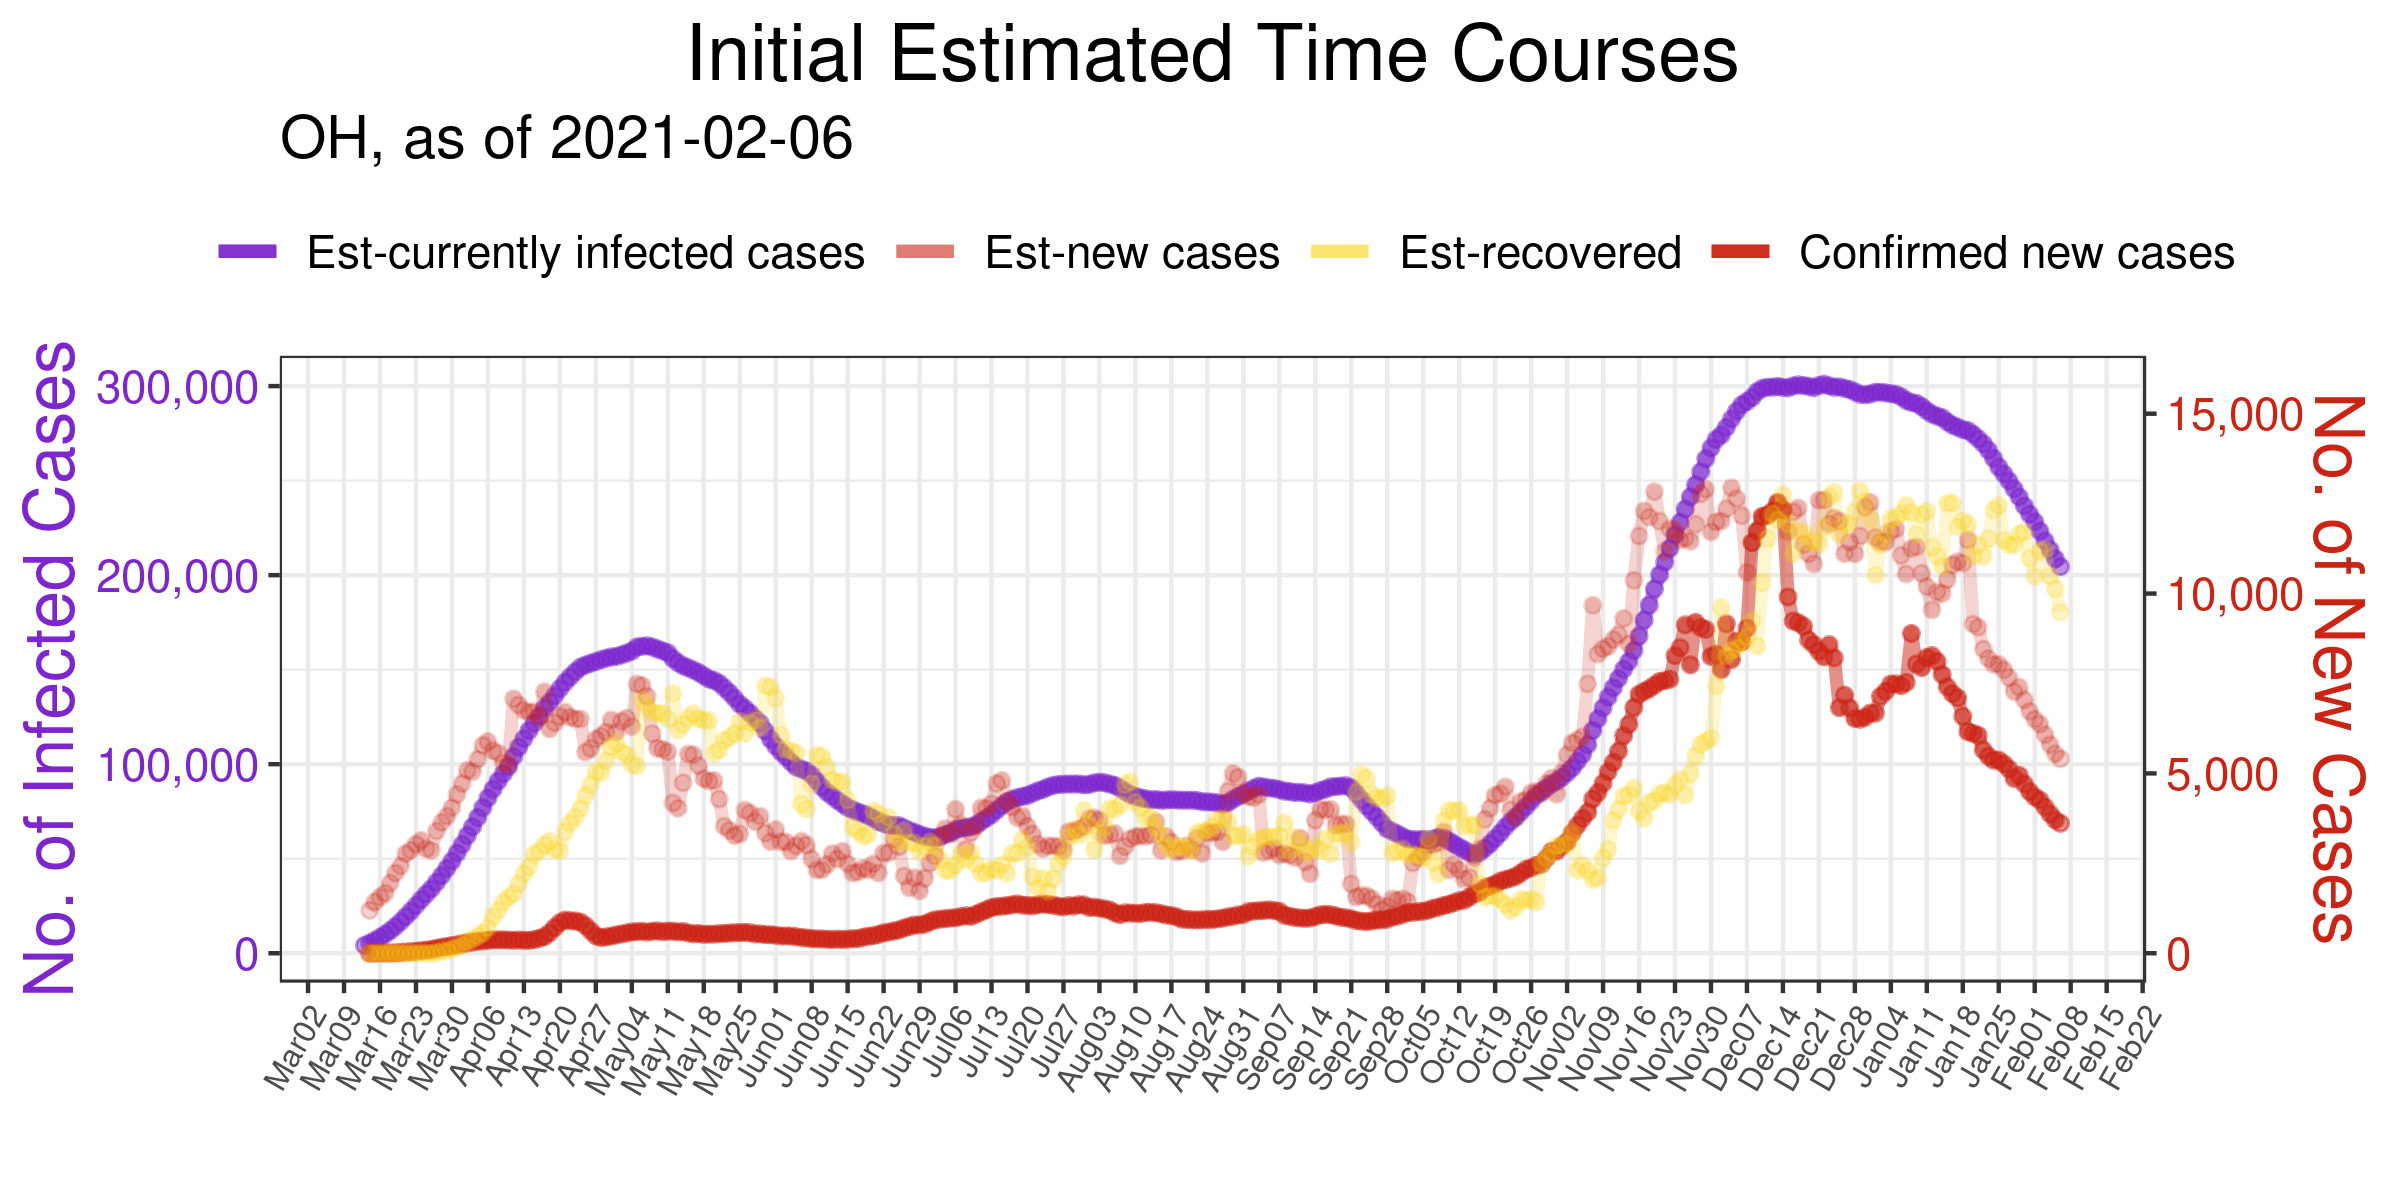 Initial Estimated Time Courses
OH, as of 2021-02-06
Est-currently infected cases Est-new cases Est-recovered Confirmed new cases
No. of Infected Cases
300,000
200,000
100,000
0
15,000
10,000
5,000
0
No. of New Cases
Mar02 Mar09 Mar16 Mar23 Mar30 Apr06 Apr13 Apr20 Apr27 May04 May11 May18 May25 Jun01 Jun08 Jun15 Jun22 Jun29 Jul06 Jul13 Jul20 Jul27 Aug03 Aug10 Aug17 Aug24 Aug31 Sep07 Sep14 Sep21 Sep28 Oct05 Oct12 Oct19 Oct26 Nov02 Nov09 Nov16 Nov23 Nov30 Dec07 Dec14 Dec21 Dec28 Jan04 Jan11 Jan18 Jan25 Feb01 Feb08 Feb15 Feb22